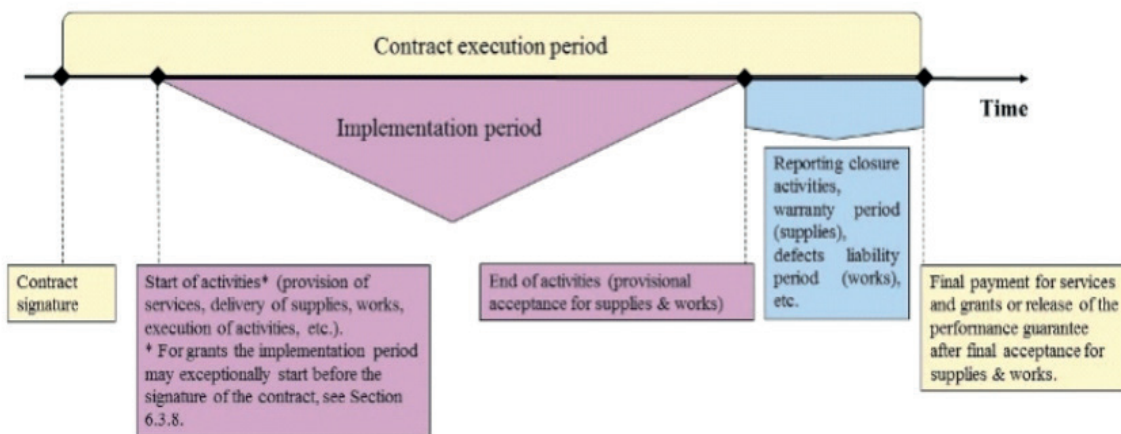 Contract execution period
Time
Implementation period
Reporting closure
activities,
warranty period
(supplies),
defects liability
period (works),
etc.
Contract
signature
Start of activities* (provision of
services, delivery of supplies, works,
execution of activities, etc.).
* For grants the implementation period
may exceptionally start before the
signature of the contract, see Section
6.3.8.
End of activities (provisional
acceptance for supplies & works)
Final payment for services
and grants or release of the
performance guarantee
after final acceptance for
supplies & works.